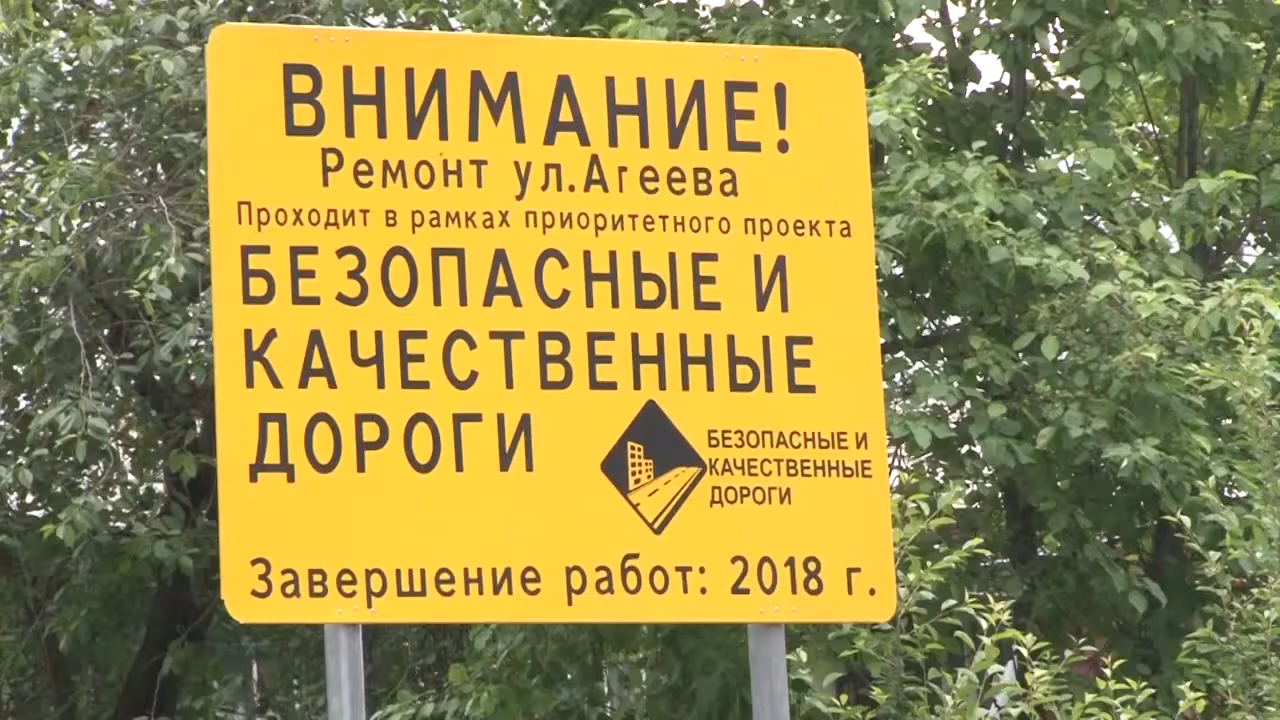 ВНИМАНИЕ!
Ремонт ул.Агеева
Проходит в рамках приоритетного проекта
БЕЗОПАСНЫЕ И
КАЧЕСТВЕННЫЕ
ДОРОГИ
БЕЗОПАСНЫЕ И
КАЧЕСТВЕННЫЕ
ДОРОГИ
Завершение работ: 2018 г.